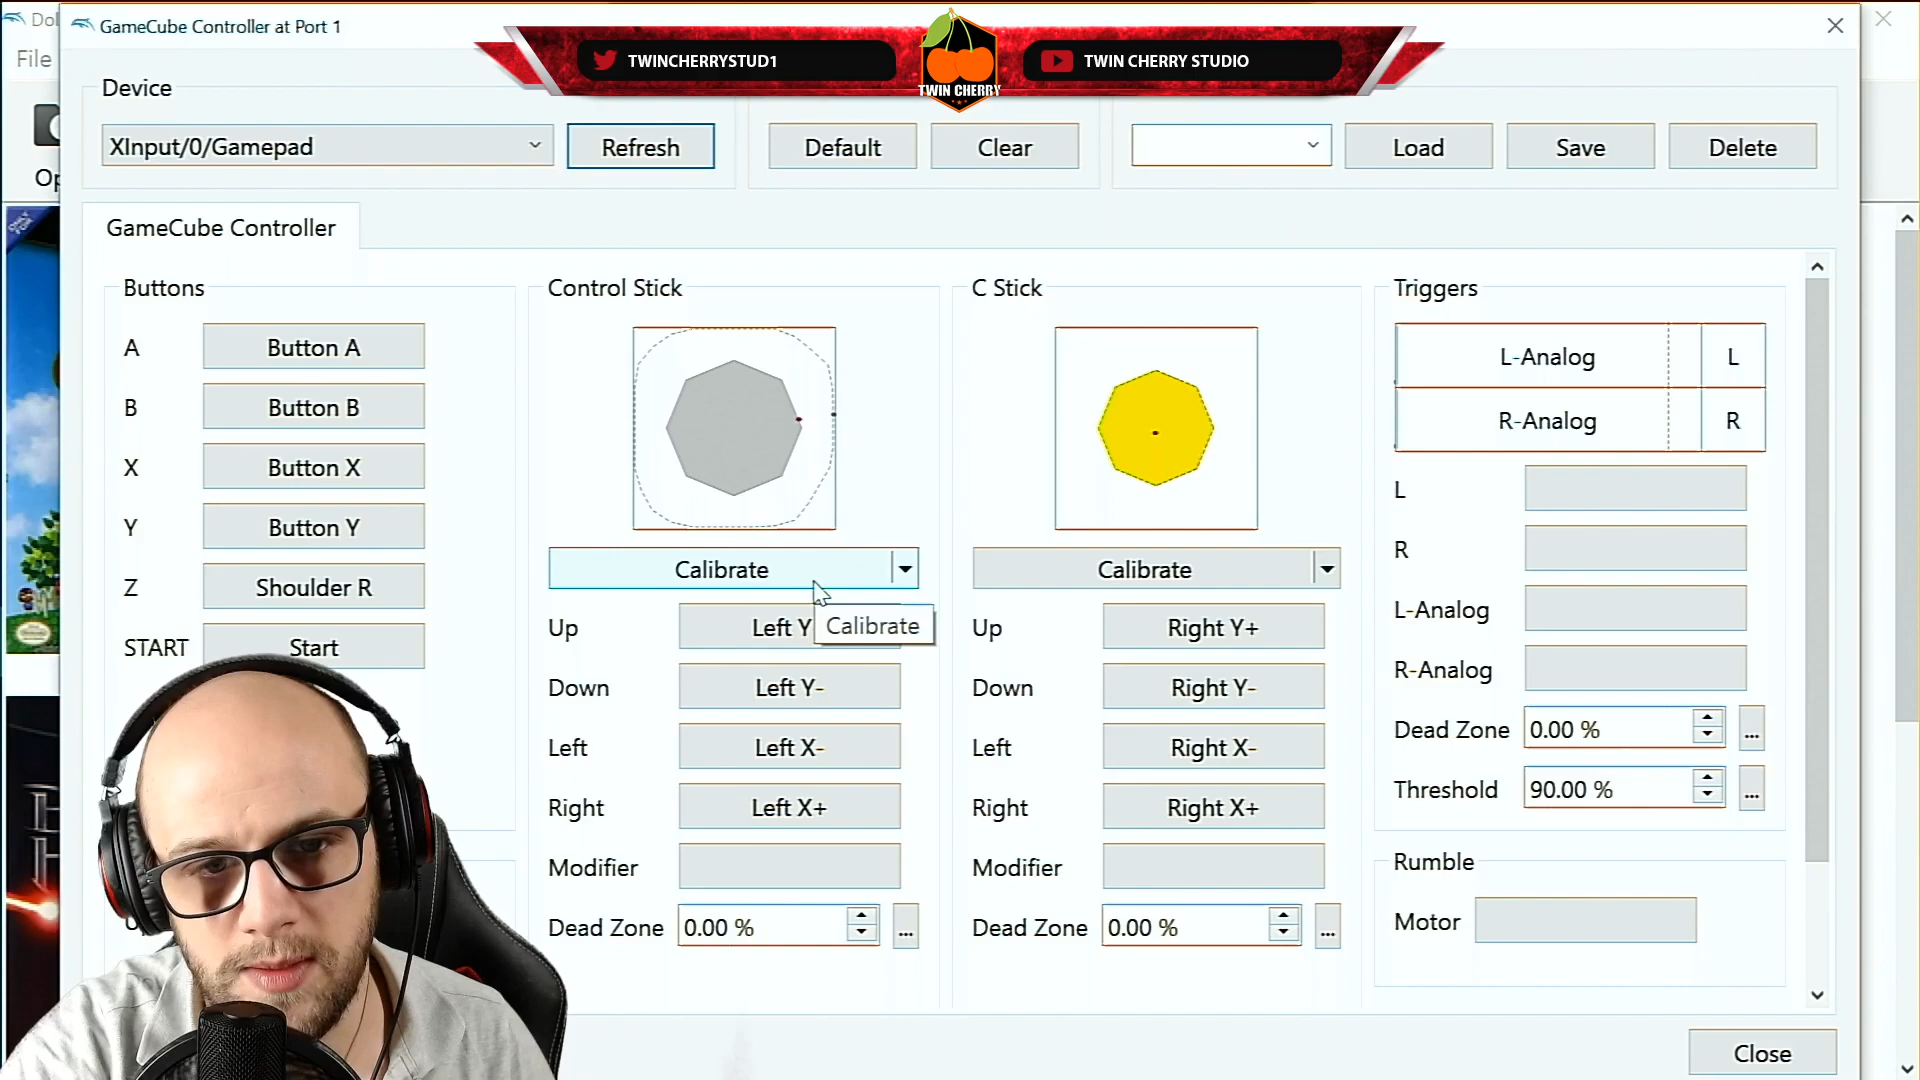 Dol
GameCube Controller at Port 1
TWINCHERRYSTUD1
TWIN CHERRY
TWIN CHERRY STUDIO
File
Device
XInput/0/Gamepad
Refresh
Default
Clear
Load
Save
Delete
Op
ONLY FOR
GameCube Controller
Buttons
A
Button A
B
Button B
X
Button X
Y
Button Y
Z
Shoulder R
START
Start
Control Stick
Calibrate
Calibrate
Up
Left Y
Down
Left Y-
Left
Left X-
Right
Left X+
Modifier
Dead Zone
0.00 %
...
C Stick
Calibrate
Up
Right Y+
Down
Right Y-
Left
Right X-
Right
Right X+
Modifier
Dead Zone
0.00 %
...
Triggers
L-Analog
L
R-Analog
R
L
R
L-Analog
R-Analog
Dead Zone
0.00 %
...
Threshold
90.00 %
...
Rumble
Motor
Close